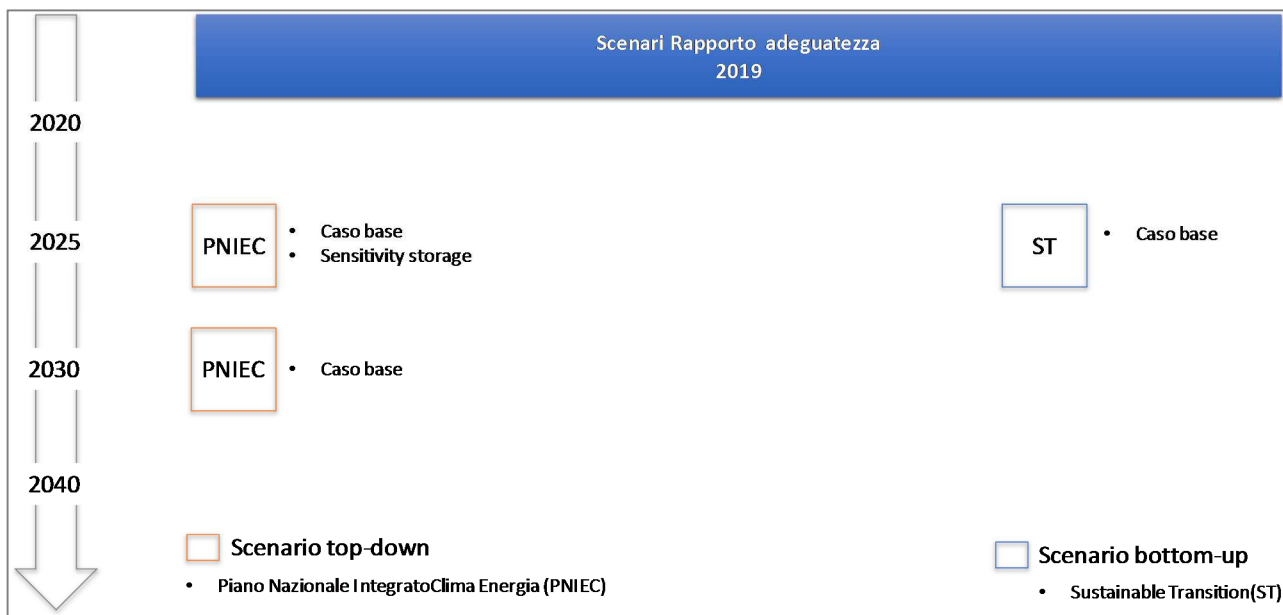 Scenari Rapporto adeguatezza
2019
2020
2025
PNIEC
• Caso base
• Sensitivity storage
ST
• Caso base
2030
PNIEC
• Caso base
2040
Scenario top-down
• Piano Nazionale IntegratoClima Energia (PNIEC)
Scenario bottom-up
• Sustainable Transition(ST)